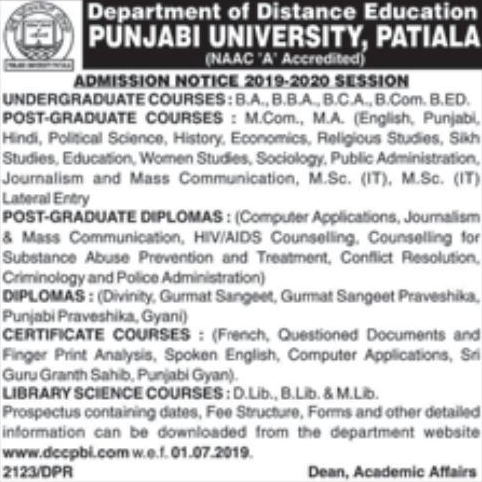 Department of Distance Education
PUNJABI UNIVERSITY, PATIALA
(NAAC 'A' Accredited)
PUNJABI UNIVERSITY PATIALA
ADMISSION NOTICE 2019-2020 SESSION
UNDERGRADUATE COURSES : B.A., B.B.A., B.C.A., B.Com. B.ED.
POST-GRADUATE COURSES : M.Com., M.A. (English, Punjabi,
Hindi, Political Science, History, Economics, Religious Studies, Sikh
Studies, Education, Women Studies, Sociology, Public Administration,
Journalism and Mass Communication, M.Sc. (IT), M.Sc. (IT)
Lateral Entry
POST-GRADUATE DIPLOMAS : (Computer Applications, Journalism
& Mass Communication, HIV/AIDS Counselling, Counselling for
Substance Abuse Prevention and Treatment, Conflict Resolution,
Criminology and Police Administration)
DIPLOMAS : (Divinity, Gurmat Sangeet, Gurmat Sangeet Praveshika,
Punjabi Praveshika, Gyani)
CERTIFICATE COURSES : (French, Questioned Documents and
Finger Print Analysis, Spoken English, Computer Applications, Sri
Guru Granth Sahib, Punjabi Gyan).
LIBRARY SCIENCE COURSES : D.Lib., B.Lib. & M.Lib.
Prospectus containing dates, Fee Structure, Forms and other detailed
information can be downloaded from the department website
www.dccpbi.com w.e.f. 01.07.2019.
2123/DPR Dean, Academic Affairs